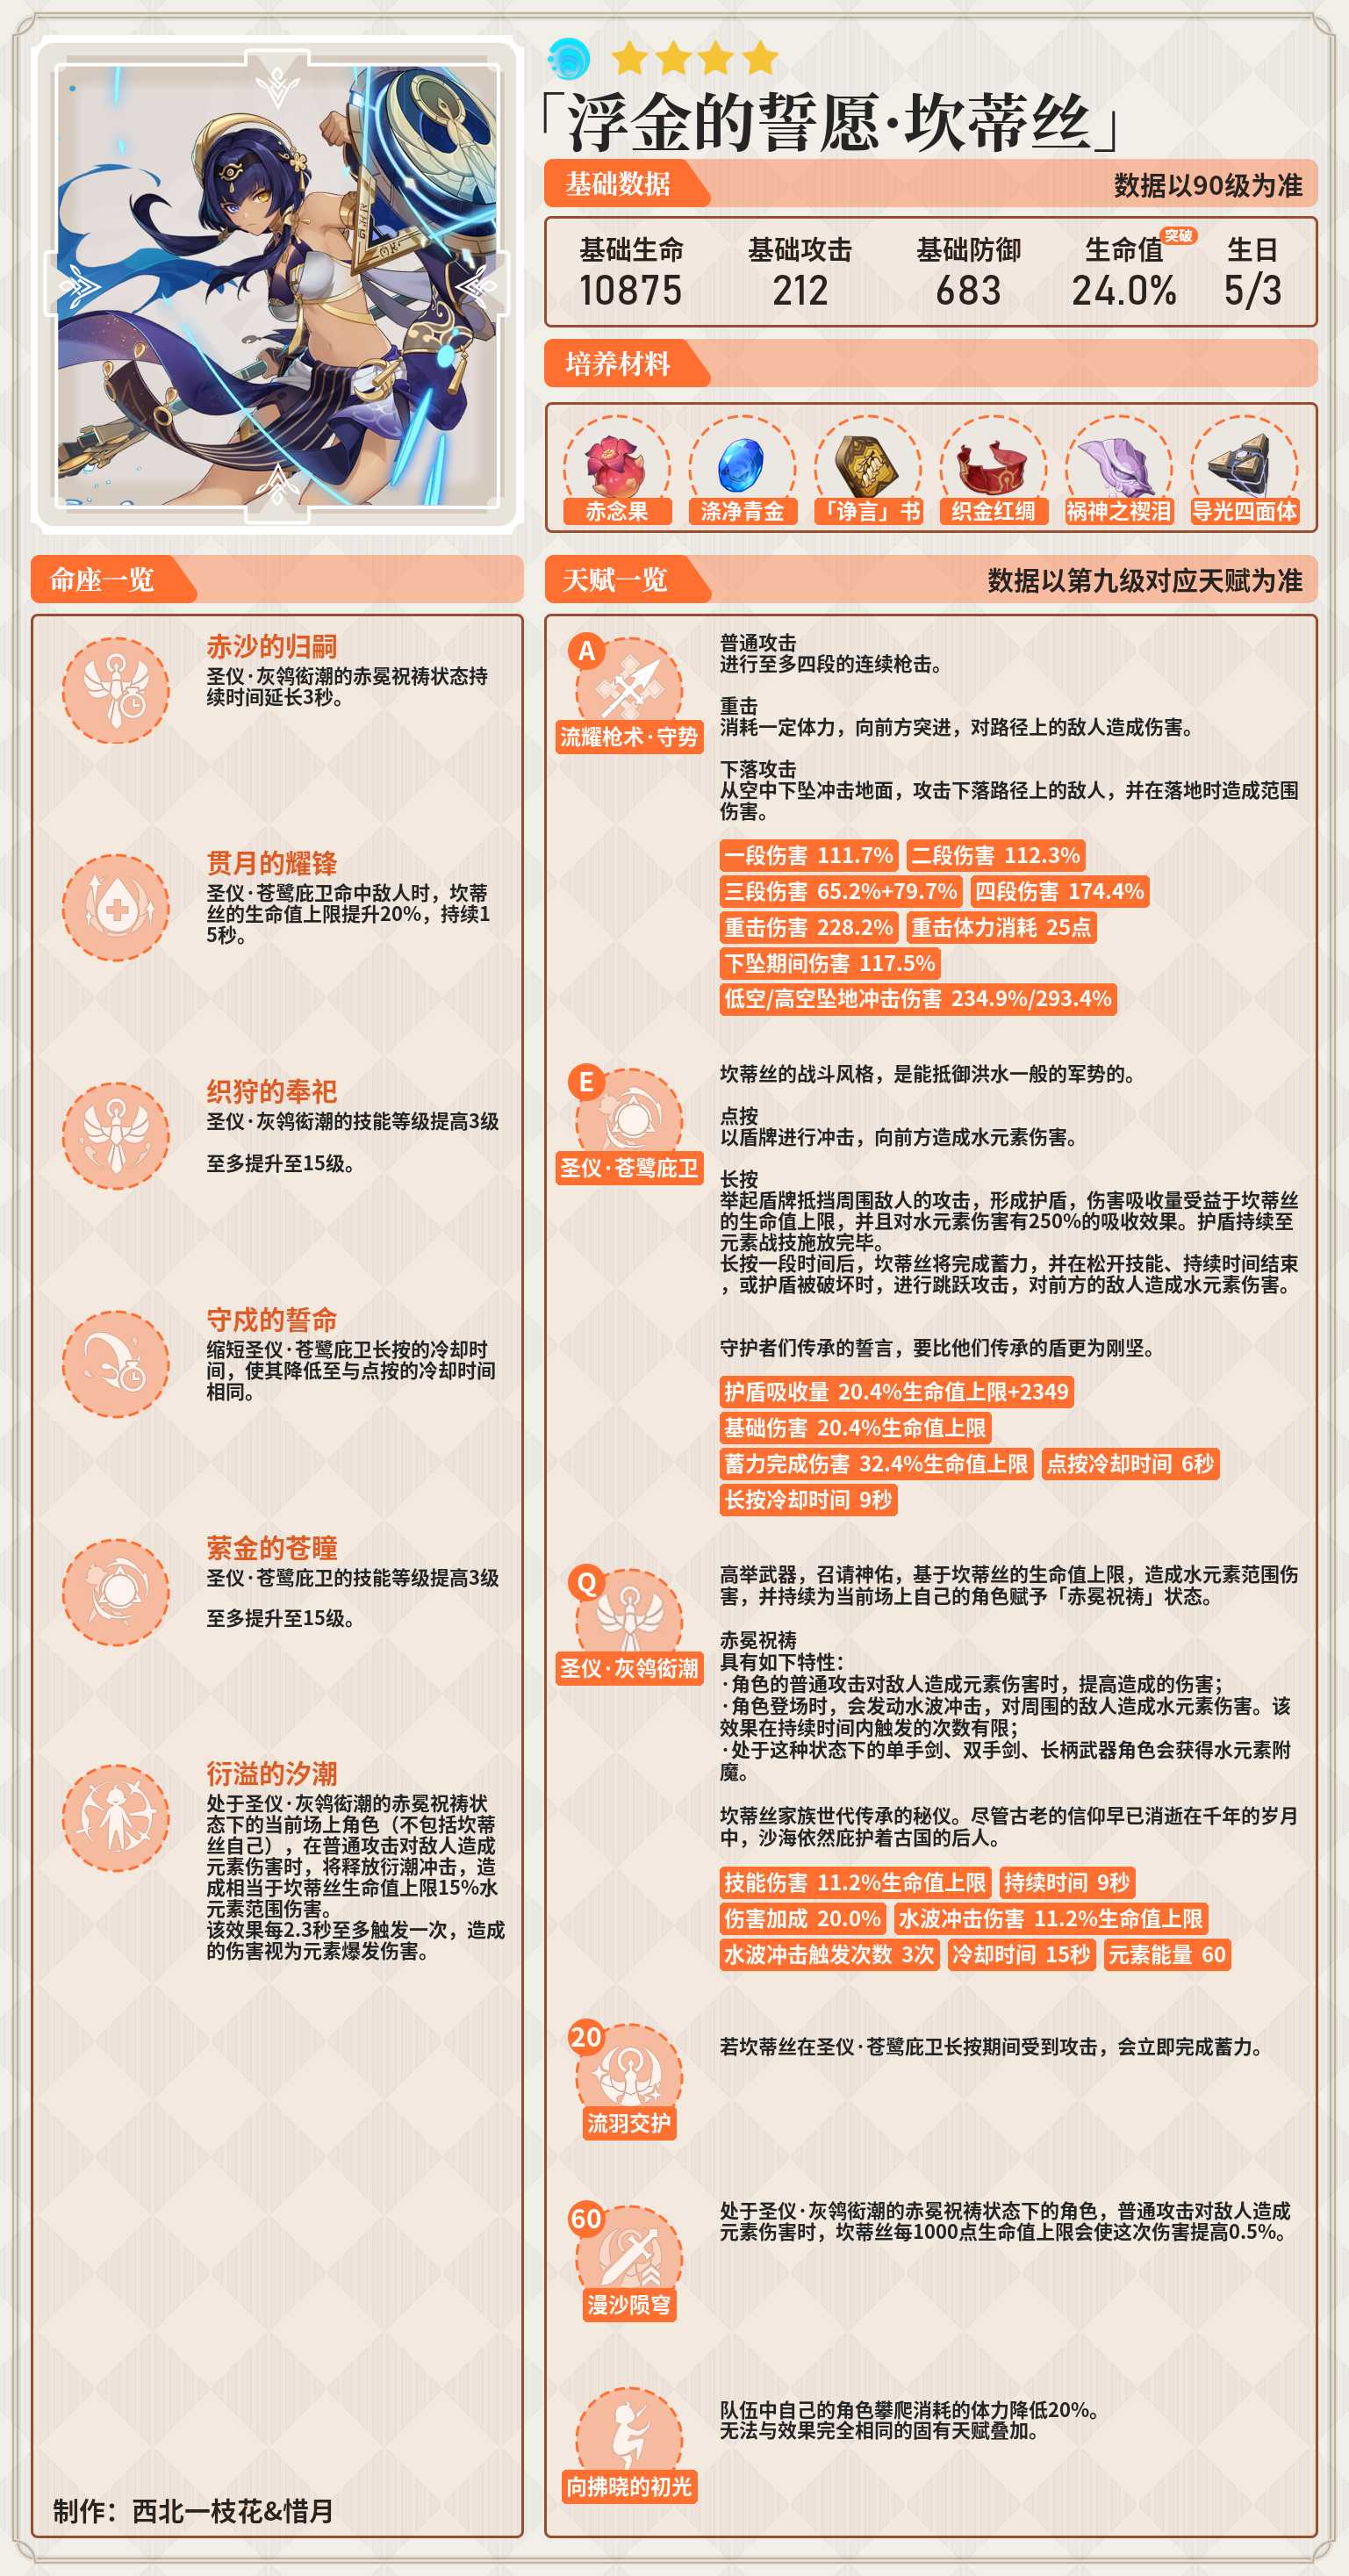 「浮金的誓愿·坎蒂丝」
基础数据
数据以90级为准
基础生命
基础攻击
基础防御
生命值
突破
生日
10875
212
683
24.0%
5/3
培养材料
赤念果
涤净青金
「诤言」书
织金红绸
祸神之禊泪
导光四面体
命座一览
赤沙的归嗣
圣仪·灰鸰衒潮的赤冕祝祷状态持
续时间延长3秒。
贯月的耀锋
圣仪·苍鹭庇卫命中敌人时，坎蒂
丝的生命值上限提升20%，持续1
5秒。
织狩的奉祀
圣仪·灰鸰衒潮的技能等级提高3级
至多提升至15级。
守戍的誓命
缩短圣仪·苍鹭庇卫长按的冷却时
间，使其降低至与点按的冷却时间
相同。
萦金的苍瞳
圣仪·苍鹭庇卫的技能等级提高3级
至多提升至15级。
衍溢的汐潮
处于圣仪·灰鸰衒潮的赤冕祝祷状
态下的当前场上角色（不包括坎蒂
丝自己），在普通攻击对敌人造成
元素伤害时，将释放衍潮冲击，造
成相当于坎蒂丝生命值上限15%水
元素范围伤害。
该效果每2.3秒至多触发一次，造成
的伤害视为元素爆发伤害。
制作：西北一枝花&惜月
天赋一览
数据以第九级对应天赋为准
A
流耀枪术·守势
普通攻击
进行至多四段的连续枪击。
重击
消耗一定体力，向前方突进，对路径上的敌人造成伤害。
下落攻击
从空中下坠冲击地面，攻击下落路径上的敌人，并在落地时造成范围
伤害。
一段伤害 111.7% 二段伤害 112.3%
三段伤害 65.2%+79.7% 四段伤害 174.4%
重击伤害 228.2% 重击体力消耗 25点
下坠期间伤害 117.5%
低空/高空坠地冲击伤害 234.9%/293.4%
E
圣仪·苍鹭庇卫
坎蒂丝的战斗风格，是能抵御洪水一般的军势的。
点按
以盾牌进行冲击，向前方造成水元素伤害。
长按
举起盾牌抵挡周围敌人的攻击，形成护盾，伤害吸收量受益于坎蒂丝
的生命值上限，并且对水元素伤害有250%的吸收效果。护盾持续至
元素战技施放完毕。
长按一段时间后，坎蒂丝将完成蓄力，并在松开技能、持续时间结束
，或护盾被破坏时，进行跳跃攻击，对前方的敌人造成水元素伤害。
守护者们传承的誓言，要比他们传承的盾更为刚坚。
护盾吸收量 20.4%生命值上限+2349
基础伤害 20.4%生命值上限
蓄力完成伤害 32.4%生命值上限 点按冷却时间 6秒
长按冷却时间 9秒
Q
圣仪·灰鸰衒潮
高举武器，召请神佑，基于坎蒂丝的生命值上限，造成水元素范围伤
害，并持续为当前场上自己的角色赋予「赤冕祝祷」状态。
赤冕祝祷
具有如下特性：
·角色的普通攻击对敌人造成元素伤害时，提高造成的伤害；
·角色登场时，会发动水波冲击，对周围的敌人造成水元素伤害。该
效果在持续时间内触发的次数有限；
·处于这种状态下的单手剑、双手剑、长柄武器角色会获得水元素附
魔。
坎蒂丝家族世代传承的秘仪。尽管古老的信仰早已消逝在千年的岁月
中，沙海依然庇护着古国的后人。
技能伤害 11.2%生命值上限 持续时间 9秒
伤害加成 20.0% 水波冲击伤害 11.2%生命值上限
水波冲击触发次数 3次 冷却时间 15秒 元素能量 60
20
流羽交护
若坎蒂丝在圣仪·苍鹭庇卫长按期间受到攻击，会立即完成蓄力。
60
漫沙陨穹
处于圣仪·灰鸰衒潮的赤冕祝祷状态下的角色，普通攻击对敌人造成
元素伤害时，坎蒂丝每1000点生命值上限会使这次伤害提高0.5%。
向拂晓的初光
队伍中自己的角色攀爬消耗的体力降低20%。
无法与效果完全相同的固有天赋叠加。